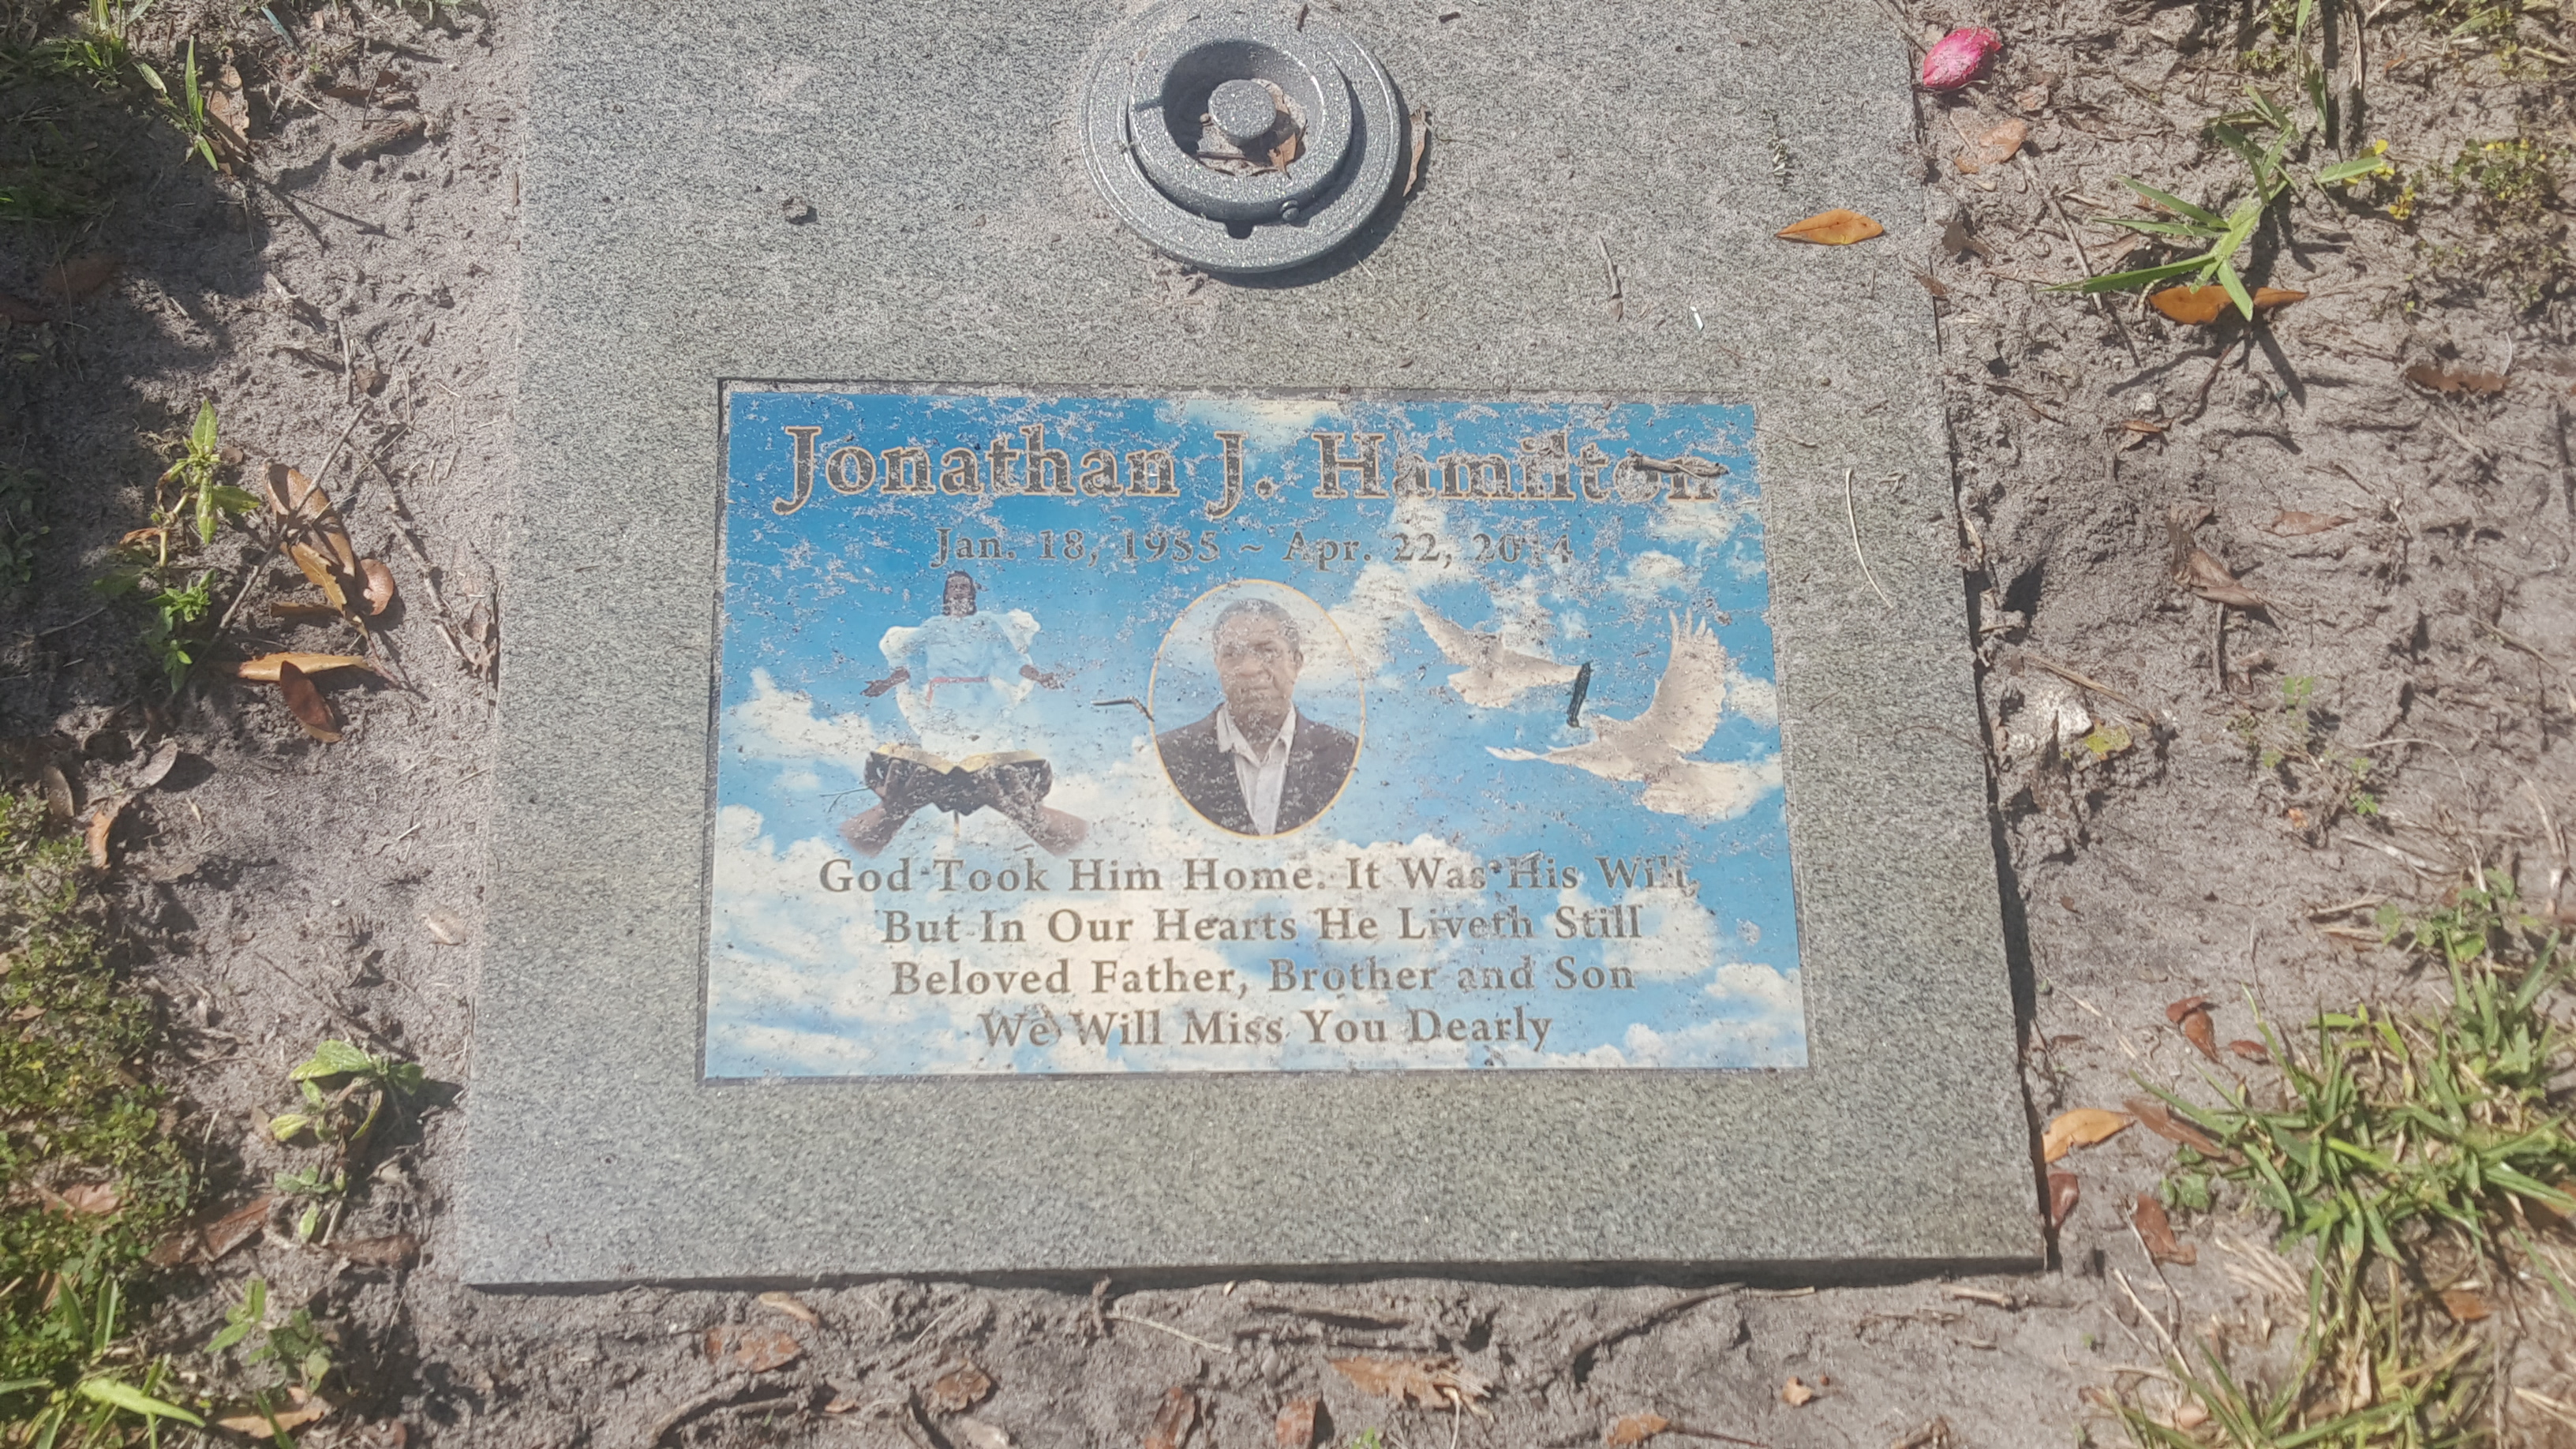 Jonathan J. Hamilton
Jan. 18, 1955 ~ Apr. 22, 2014
God Took Him Home. It Was His Will,
But In Our Hearts He Liveth Still
Beloved Father, Brother and Son
We Will Miss You Dearly